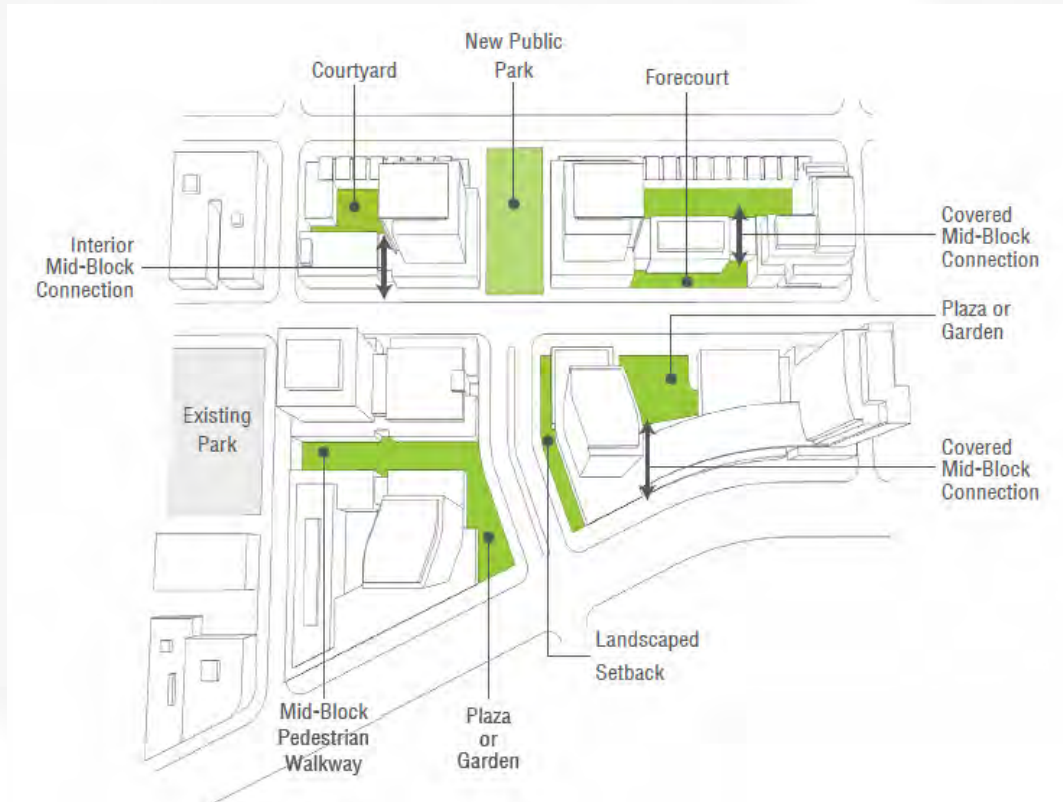 New Public
Park
Courtyard
Forecourt
Interior
Mid-Block
Connection
Covered
Mid-Block
Connection
Plaza or
Garden
Existing
Park
Covered
Mid-Block
Connection
Landscaped
Setback
Mid-Block
Pedestrian
Walkway
Plaza
or
Garden